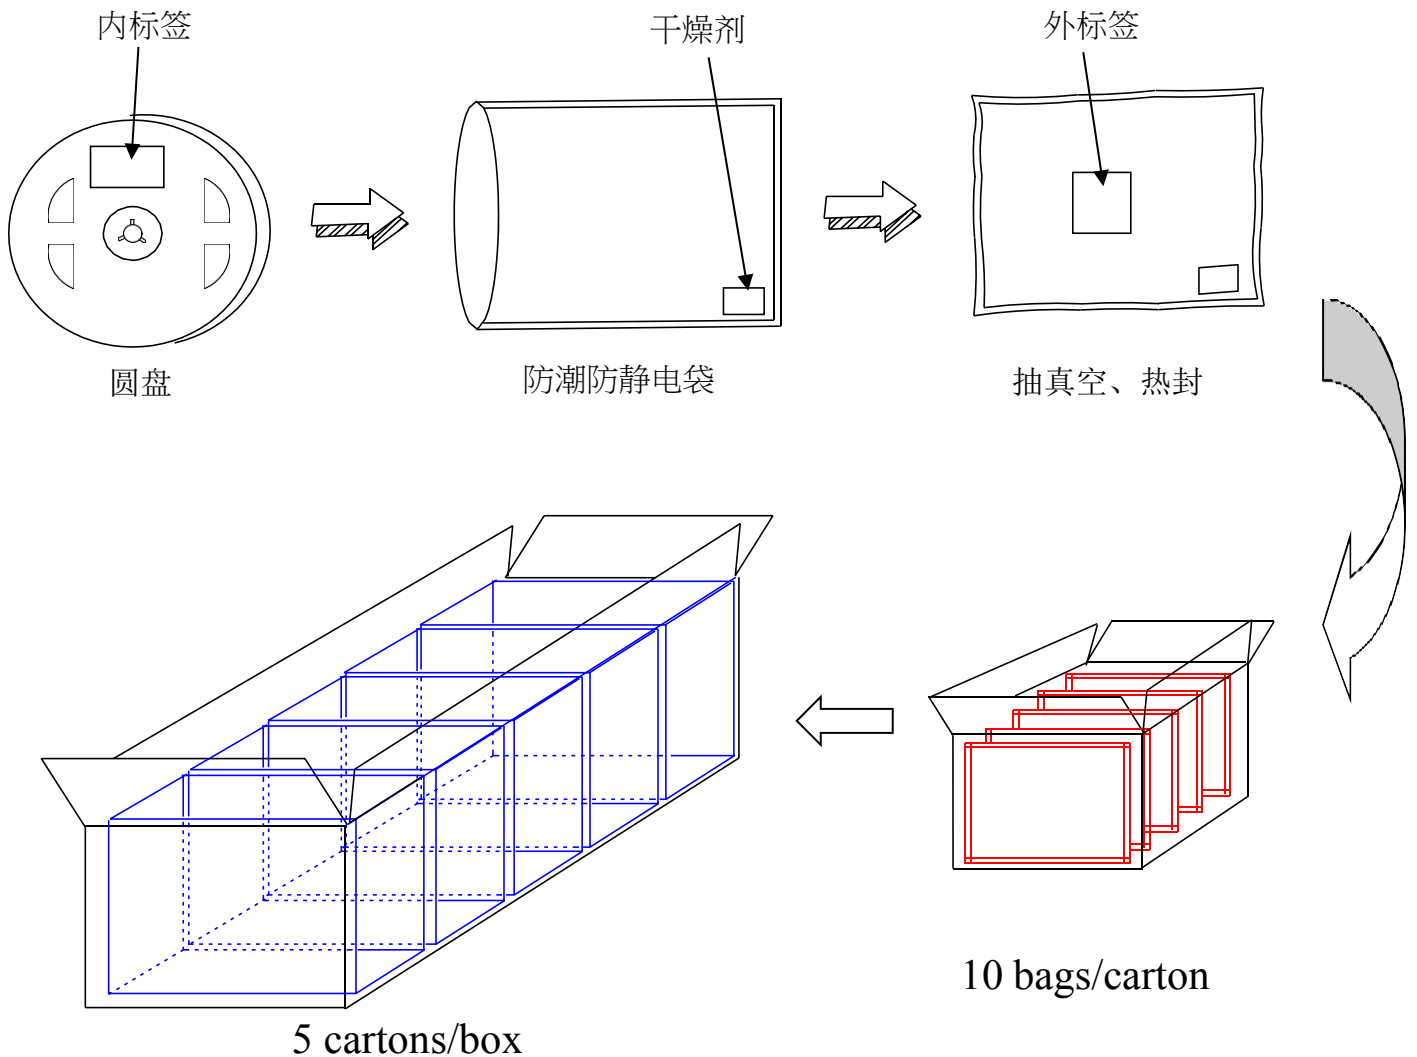 内标签
干燥剂
外标签
圆盘
防潮防静电袋
抽真空、热封
10 bags/carton
5 cartons/box